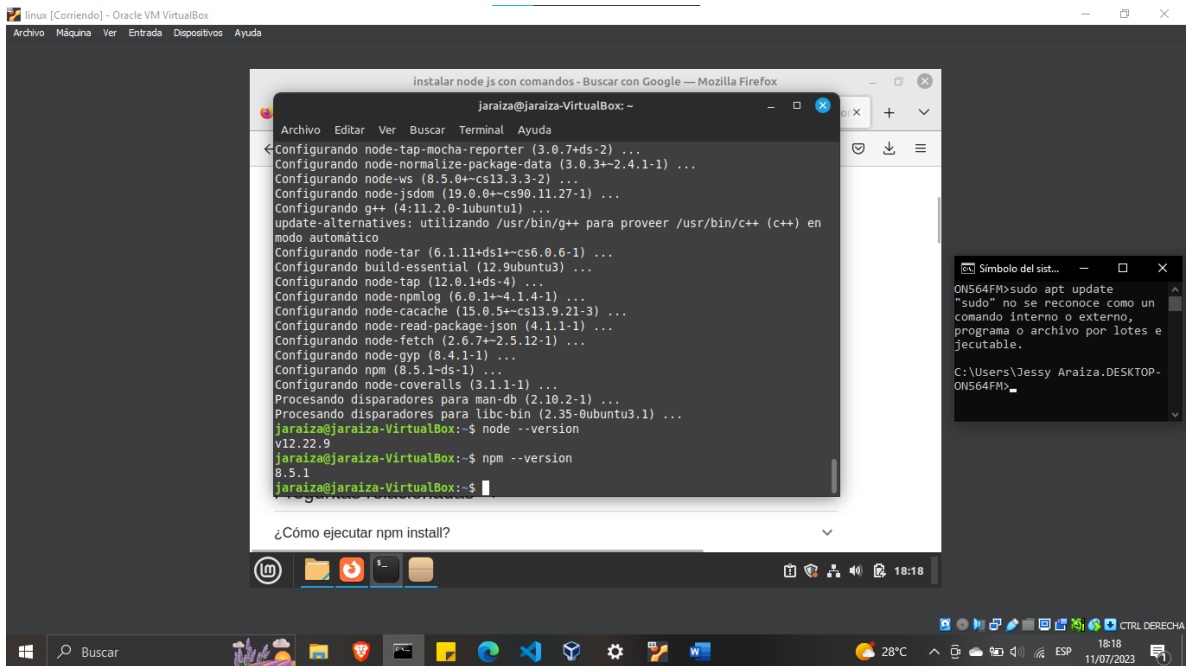 linux [Corriendo] - Oracle VM VirtualBox
Archivo Máquina Ver Entrada Dispositivos Ayuda
instalar node js con comandos - Buscar con Google — Mozilla Firefox
jaraiza@jaraiza-VirtualBox: ~
Archivo Editar Ver Buscar Terminal Ayuda
Configurando node-tap-mocha-reporter (3.0.7+ds-2) ...
Configurando node-normalize-package-data (3.0.3+~2.4.1-1) ...
Configurando node-ws (8.5.0+~cs13.3.3-2) ...
Configurando node-jsdom (19.0.0+~cs90.11.27-1) ...
Configurando g++ (4:11.2.0-1ubuntu1) ...
update-alternatives: utilizando /usr/bin/g++ para proveer /usr/bin/c++ (c++) en
modo automático
Configurando node-tar (6.1.11+ds1+~cs6.0.6-1) ...
Configurando build-essential (12.9ubuntu3) ...
Configurando node-tap (12.0.1+ds-4) ...
Configurando node-npmlog (6.0.1+~4.1.4-1) ...
Configurando node-cacache (15.0.5+~cs13.9.21-3) ...
Configurando node-read-package-json (4.1.1-1) ...
Configurando node-fetch (2.6.7+~2.5.12-1) ...
Configurando node-gyp (8.4.1-1) ...
Configurando npm (8.5.1~ds-1) ...
Configurando node-coveralls (3.1.1-1) ...
Procesando disparadores para man-db (2.10.2-1) ...
Procesando disparadores para libc-bin (2.35-0ubuntu3.1) ...
jaraiza@jaraiza-VirtualBox:~$ node --version
v12.22.9
jaraiza@jaraiza-VirtualBox:~$ npm --version
8.5.1
jaraiza@jaraiza-VirtualBox:~$
Preguntas relacionadas
¿Cómo ejecutar npm install?
18:18
Símbolo del sist...
ON564FM>sudo apt update
"sudo" no se reconoce como un
comando interno o externo,
programa o archivo por lotes e
jecutable.
C:\Users\Jessy Araiza.DESKTOP-
ON564FM>
CTRL DERECHA
Buscar
28°C
ESP
18:18
11/07/2023